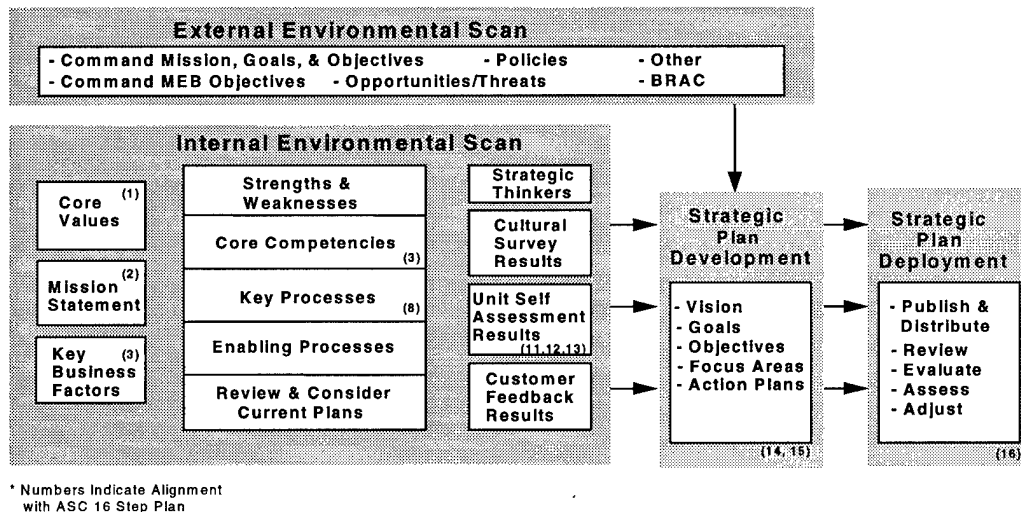 External Environmental Scan
- Command Mission, Goals, & Objectives - Policies - Other
- Command MEB Objectives - Opportunities/Threats - BRAC
Internal Environmental Scan
Core (1)
Values
Mission (2)
Statement
Key (3)
Business
Factors
Strengths &
Weaknesses
Core Competencies
(3)
Key Processes
(8)
Enabling Processes
Review & Consider
Current Plans
Strategic
Thinkers
Cultural
Survey
Results
Unit Self
Assessment
Results
(11,12,13)
Customer
Feedback
Results
Strategic
Plan
Development
- Vision
- Goals
- Objectives
- Focus Areas
- Action Plans
(14, 15)
Strategic
Plan
Deployment
- Publish &
Distribute
- Review
- Evaluate
- Assess
- Adjust
(16)
* Numbers Indicate Alignment
with ASC 16 Step Plan